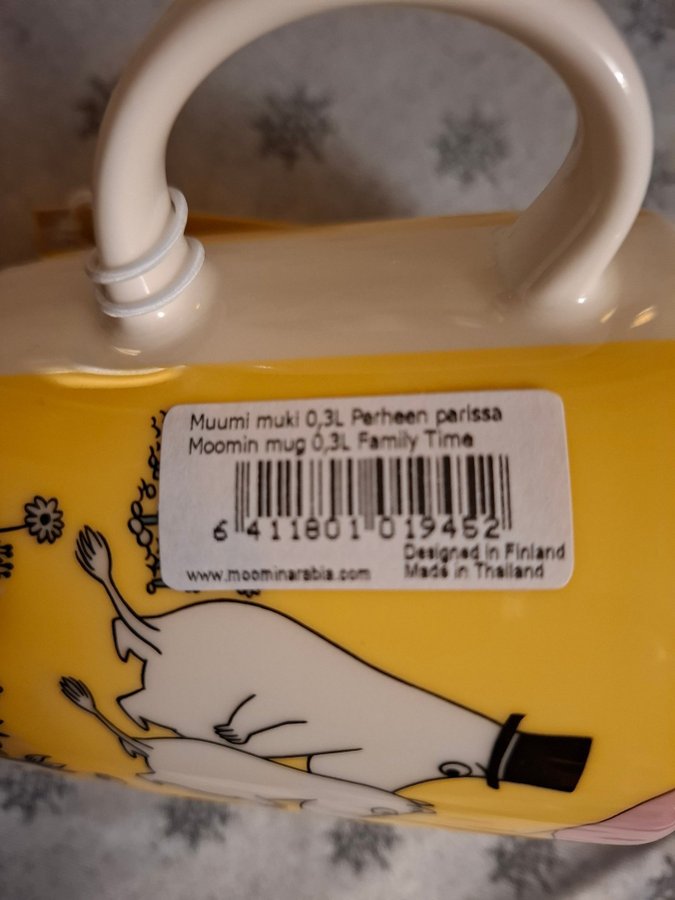 Muumi muki 0,3L Perheen parissa
Moomin mug 0,3L Family Time
6 411801 019452
Designed in Finland
www.moominarabia.com Made in Thailand